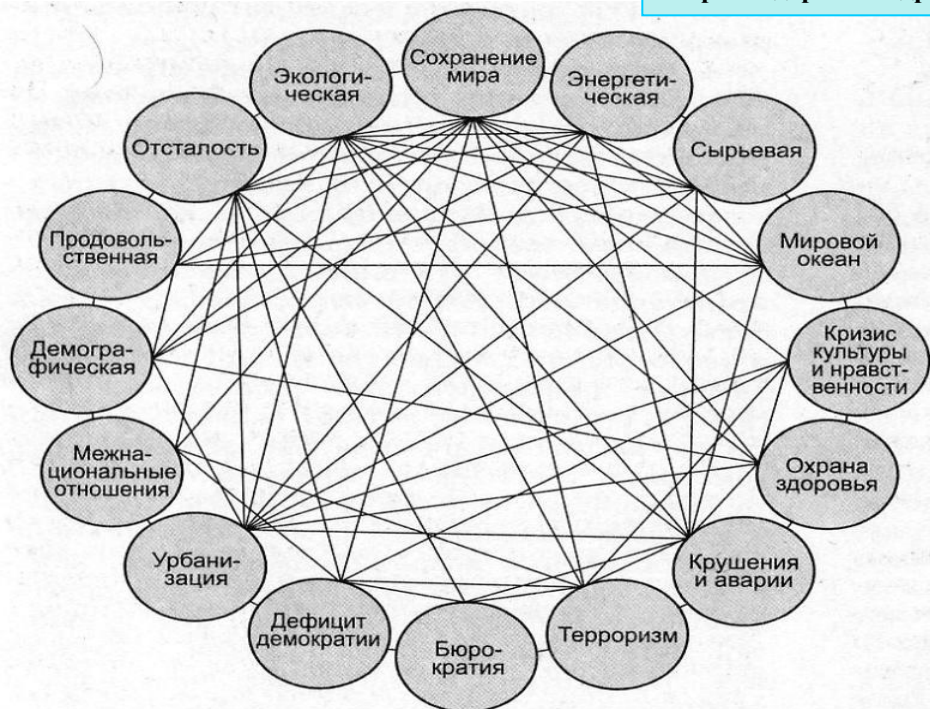 Сохранение
мира
Энергети-
ческая
Сырьевая
Мировой
океан
Кризис
культуры
и нравст-
венности
Охрана
здоровья
Крушения
и аварии
Терроризм
Бюро-
кратия
Дефицит
демократии
Урбани-
зация
Межна-
циональные
отношения
Демогра-
фическая
Продоволь-
ственная
Отсталость
Экологи-
ческая